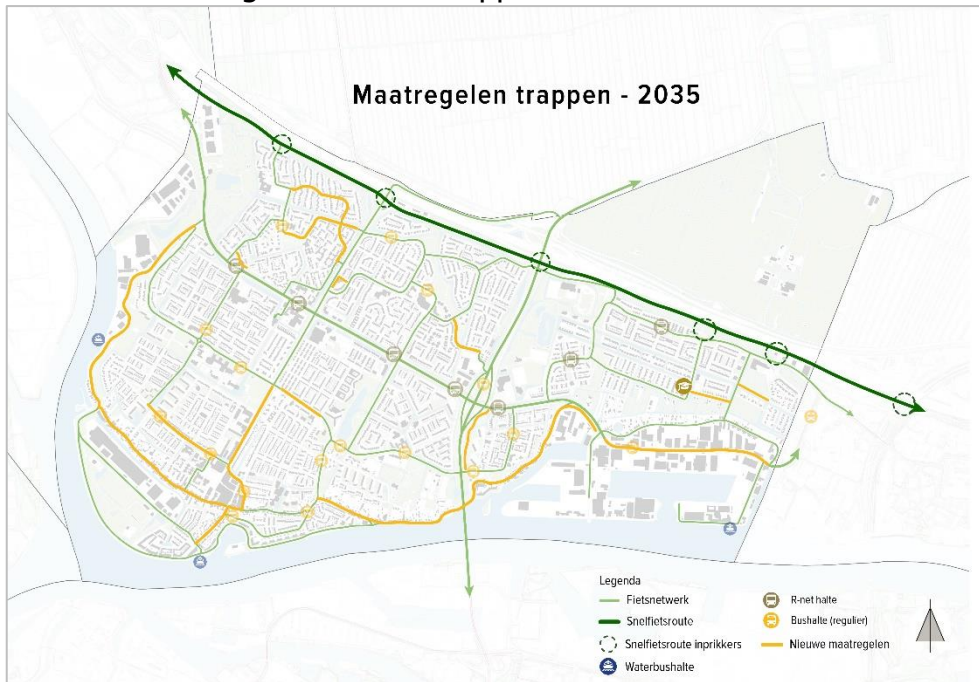 Maatregelen trappen - 2035
Legenda
Fietsnetwerk
Snelfietsroute
Snelfietsroute inprikkers
Waterbushalte
R-net halte
Bushalte (regulier)
Nieuwe maatregelen